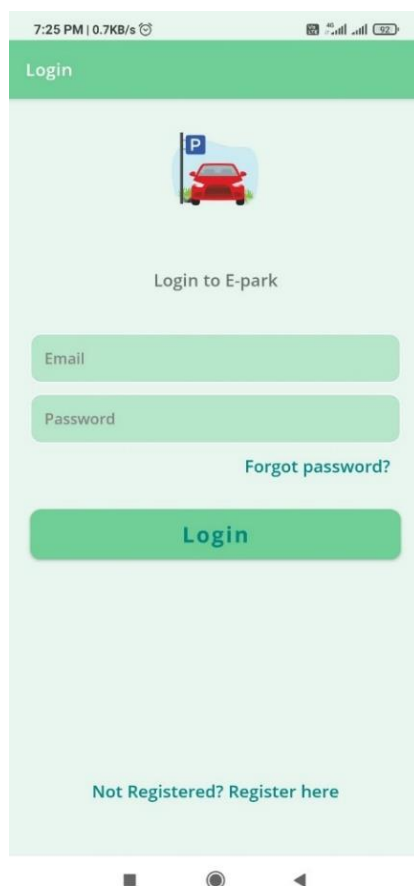 7:25 PM | 0.7KB/s
4G 92
Login
P
Login to E-park
Email
Password
Forgot password?
Login
Not Registered? Register here